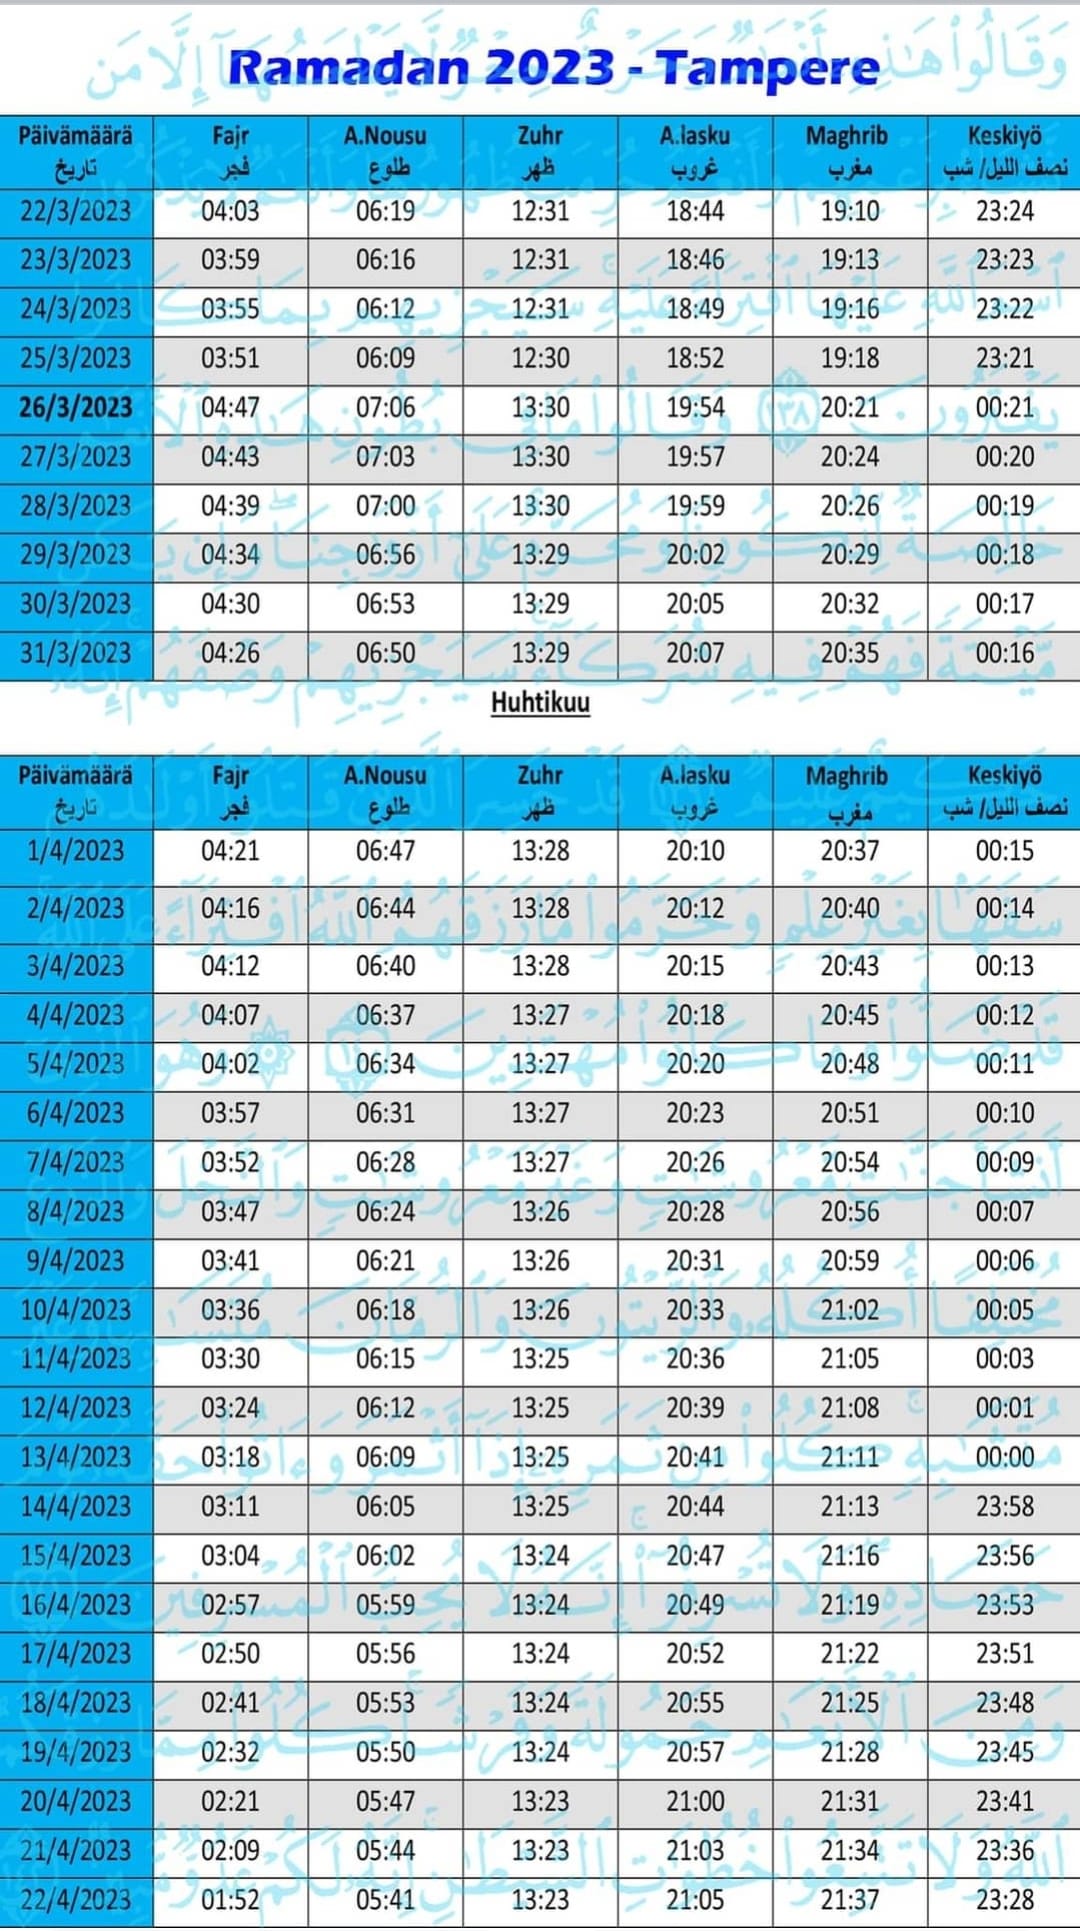 Ramadan 2023 - Tampere
Päivämäärä Fajr A.Nousu Zuhr A.lasku Maghrib Keskiyö
تاريخ فجر طلوع ظهر غروب مغرب نصف الليل/ شب
22/3/2023 04:03 06:19 12:31 18:44 19:10 23:24
23/3/2023 03:59 06:16 12:31 18:46 19:13 23:23
24/3/2023 03:55 06:12 12:31 18:49 19:16 23:22
25/3/2023 03:51 06:09 12:30 18:52 19:18 23:21
26/3/2023 04:47 07:06 13:30 19:54 20:21 00:21
27/3/2023 04:43 07:03 13:30 19:57 20:24 00:20
28/3/2023 04:39 07:00 13:30 19:59 20:26 00:19
29/3/2023 04:34 06:56 13:29 20:02 20:29 00:18
30/3/2023 04:30 06:53 13:29 20:05 20:32 00:17
31/3/2023 04:26 06:50 13:29 20:07 20:35 00:16
Huhtikuu
Päivämäärä Fajr A.Nousu Zuhr A.lasku Maghrib Keskiyö
تاريخ فجر طلوع ظهر غروب مغرب نصف الليل/ شب
1/4/2023 04:21 06:47 13:28 20:10 20:37 00:15
2/4/2023 04:16 06:44 13:28 20:12 20:40 00:14
3/4/2023 04:12 06:40 13:28 20:15 20:43 00:13
4/4/2023 04:07 06:37 13:27 20:18 20:45 00:12
5/4/2023 04:02 06:34 13:27 20:20 20:48 00:11
6/4/2023 03:57 06:31 13:27 20:23 20:51 00:10
7/4/2023 03:52 06:28 13:27 20:26 20:54 00:09
8/4/2023 03:47 06:24 13:26 20:28 20:56 00:07
9/4/2023 03:41 06:21 13:26 20:31 20:59 00:06
10/4/2023 03:36 06:18 13:26 20:33 21:02 00:05
11/4/2023 03:30 06:15 13:25 20:36 21:05 00:03
12/4/2023 03:24 06:12 13:25 20:39 21:08 00:01
13/4/2023 03:18 06:09 13:25 20:41 21:11 00:00
14/4/2023 03:11 06:05 13:25 20:44 21:13 23:58
15/4/2023 03:04 06:02 13:24 20:47 21:16 23:56
16/4/2023 02:57 05:59 13:24 20:49 21:19 23:53
17/4/2023 02:50 05:56 13:24 20:52 21:22 23:51
18/4/2023 02:41 05:53 13:24 20:55 21:25 23:48
19/4/2023 02:32 05:50 13:24 20:57 21:28 23:45
20/4/2023 02:21 05:47 13:23 21:00 21:31 23:41
21/4/2023 02:09 05:44 13:23 21:03 21:34 23:36
22/4/2023 01:52 05:41 13:23 21:05 21:37 23:28